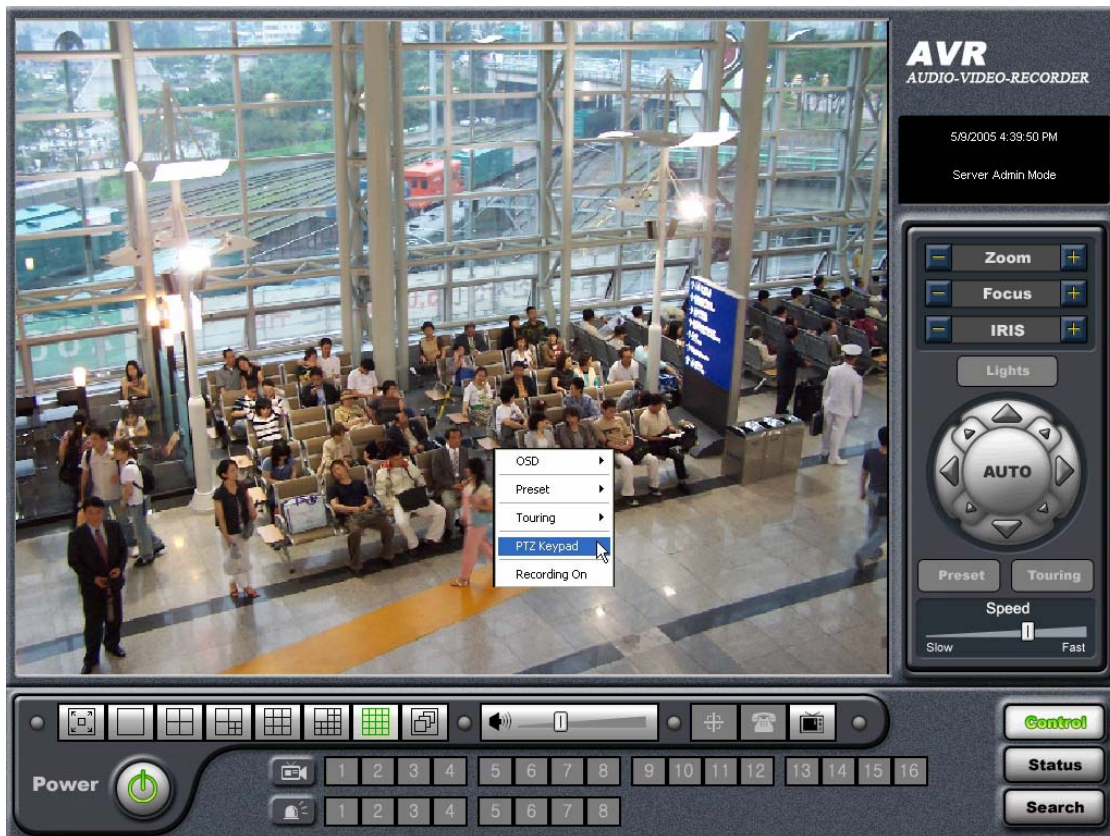 AVR
AUDIO-VIDEO-RECORDER
5/9/2005 4:39:50 PM
Server Admin Mode
Zoom
Focus
IRIS
Lights
AUTO
Preset Touring
Speed
Slow Fast
OSD
Preset
Touring
PTZ Keypad
Recording On
Control
Status
Search
Power
1 2 3 4 5 6 7 8 9 10 11 12 13 14 15 16
1 2 3 4 5 6 7 8